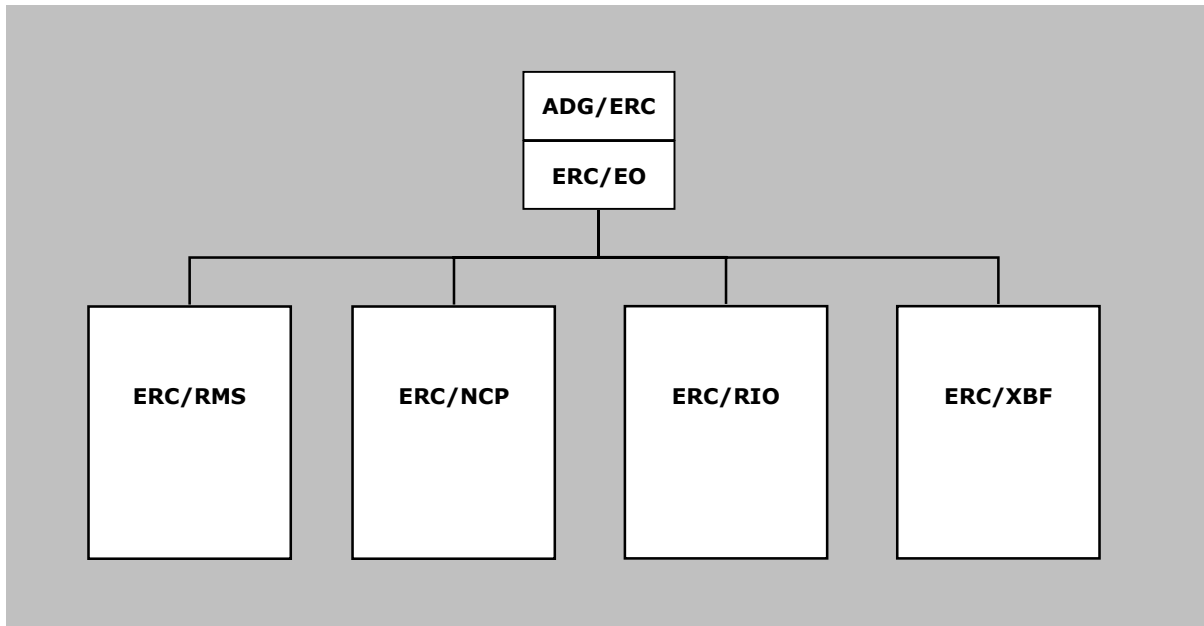 ADG/ERC
ERC/EO
ERC/RMS
ERC/NCP
ERC/RIO
ERC/XBF